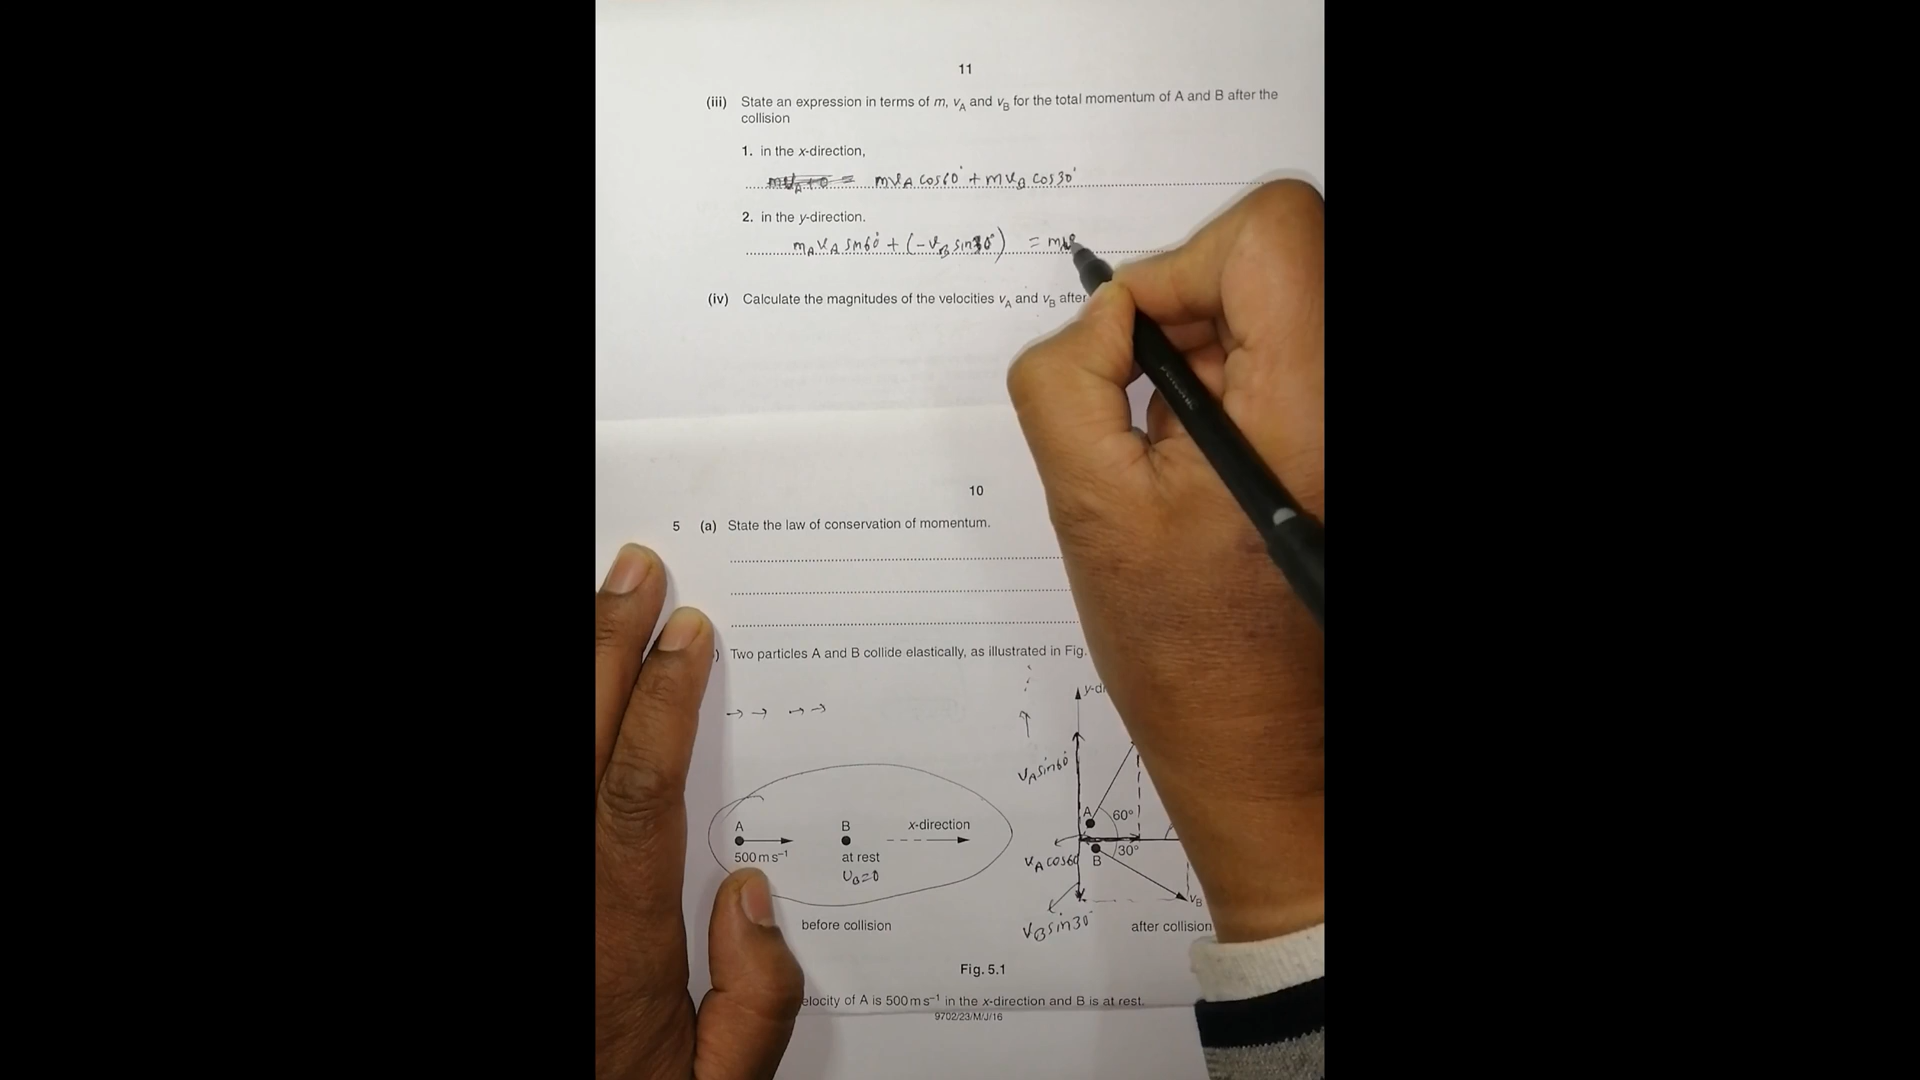 11
(iii) State an expression in terms of m, vA and vB for the total momentum of A and B after the
collision
1. in the x-direction,
= mvA cos60° + mvB cos30°
2. in the y-direction.
mA vA sin60° + (-vB sin30°) = m
(iv) Calculate the magnitudes of the velocities vA and vB after
10
5 (a) State the law of conservation of momentum.
) Two particles A and B collide elastically, as illustrated in Fig.
y-di
vA sin60°
A
60°
A
B
x-direction
30°
500 m s⁻¹
at rest
vA cos60
B
UB=0
vB
vB sin30°
before collision
after collision
Fig. 5.1
elocity of A is 500 m s⁻¹ in the x-direction and B is at rest.
9702/23/M/J/16